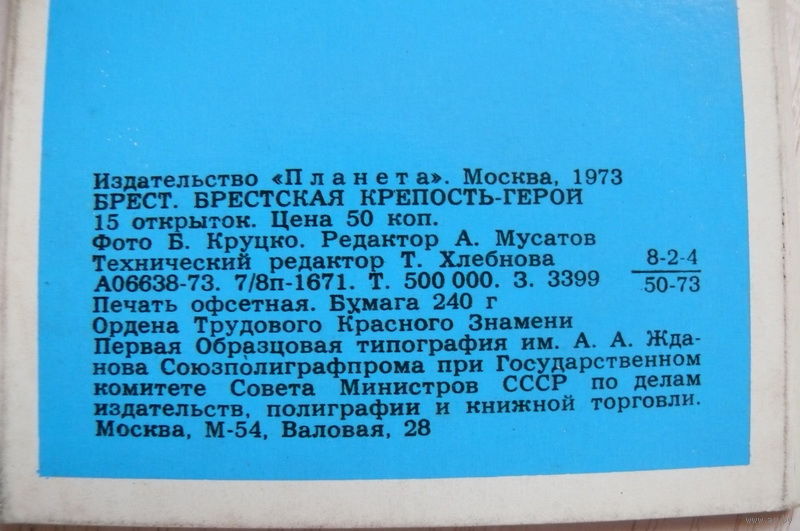 Издательство «Планета». Москва, 1973
БРЕСТ. БРЕСТСКАЯ КРЕПОСТЬ-ГЕРОЙ
15 открыток. Цена 50 коп.
Фото Б. Круцко. Редактор А. Мусатов
Технический редактор Т. Хлебнова
8-2-4
А06638-73. 7/8п-1671. Т. 500 000. З. 3399
50-73
Печать офсетная. Бумага 240 г
Ордена Трудового Красного Знамени
Первая Образцовая типография им. А. А. Жда-
нова Союзполиграфпрома при Государственном
комитете Совета Министров СССР по делам
издательств, полиграфии и книжной торговли.
Москва, М-54, Валовая, 28